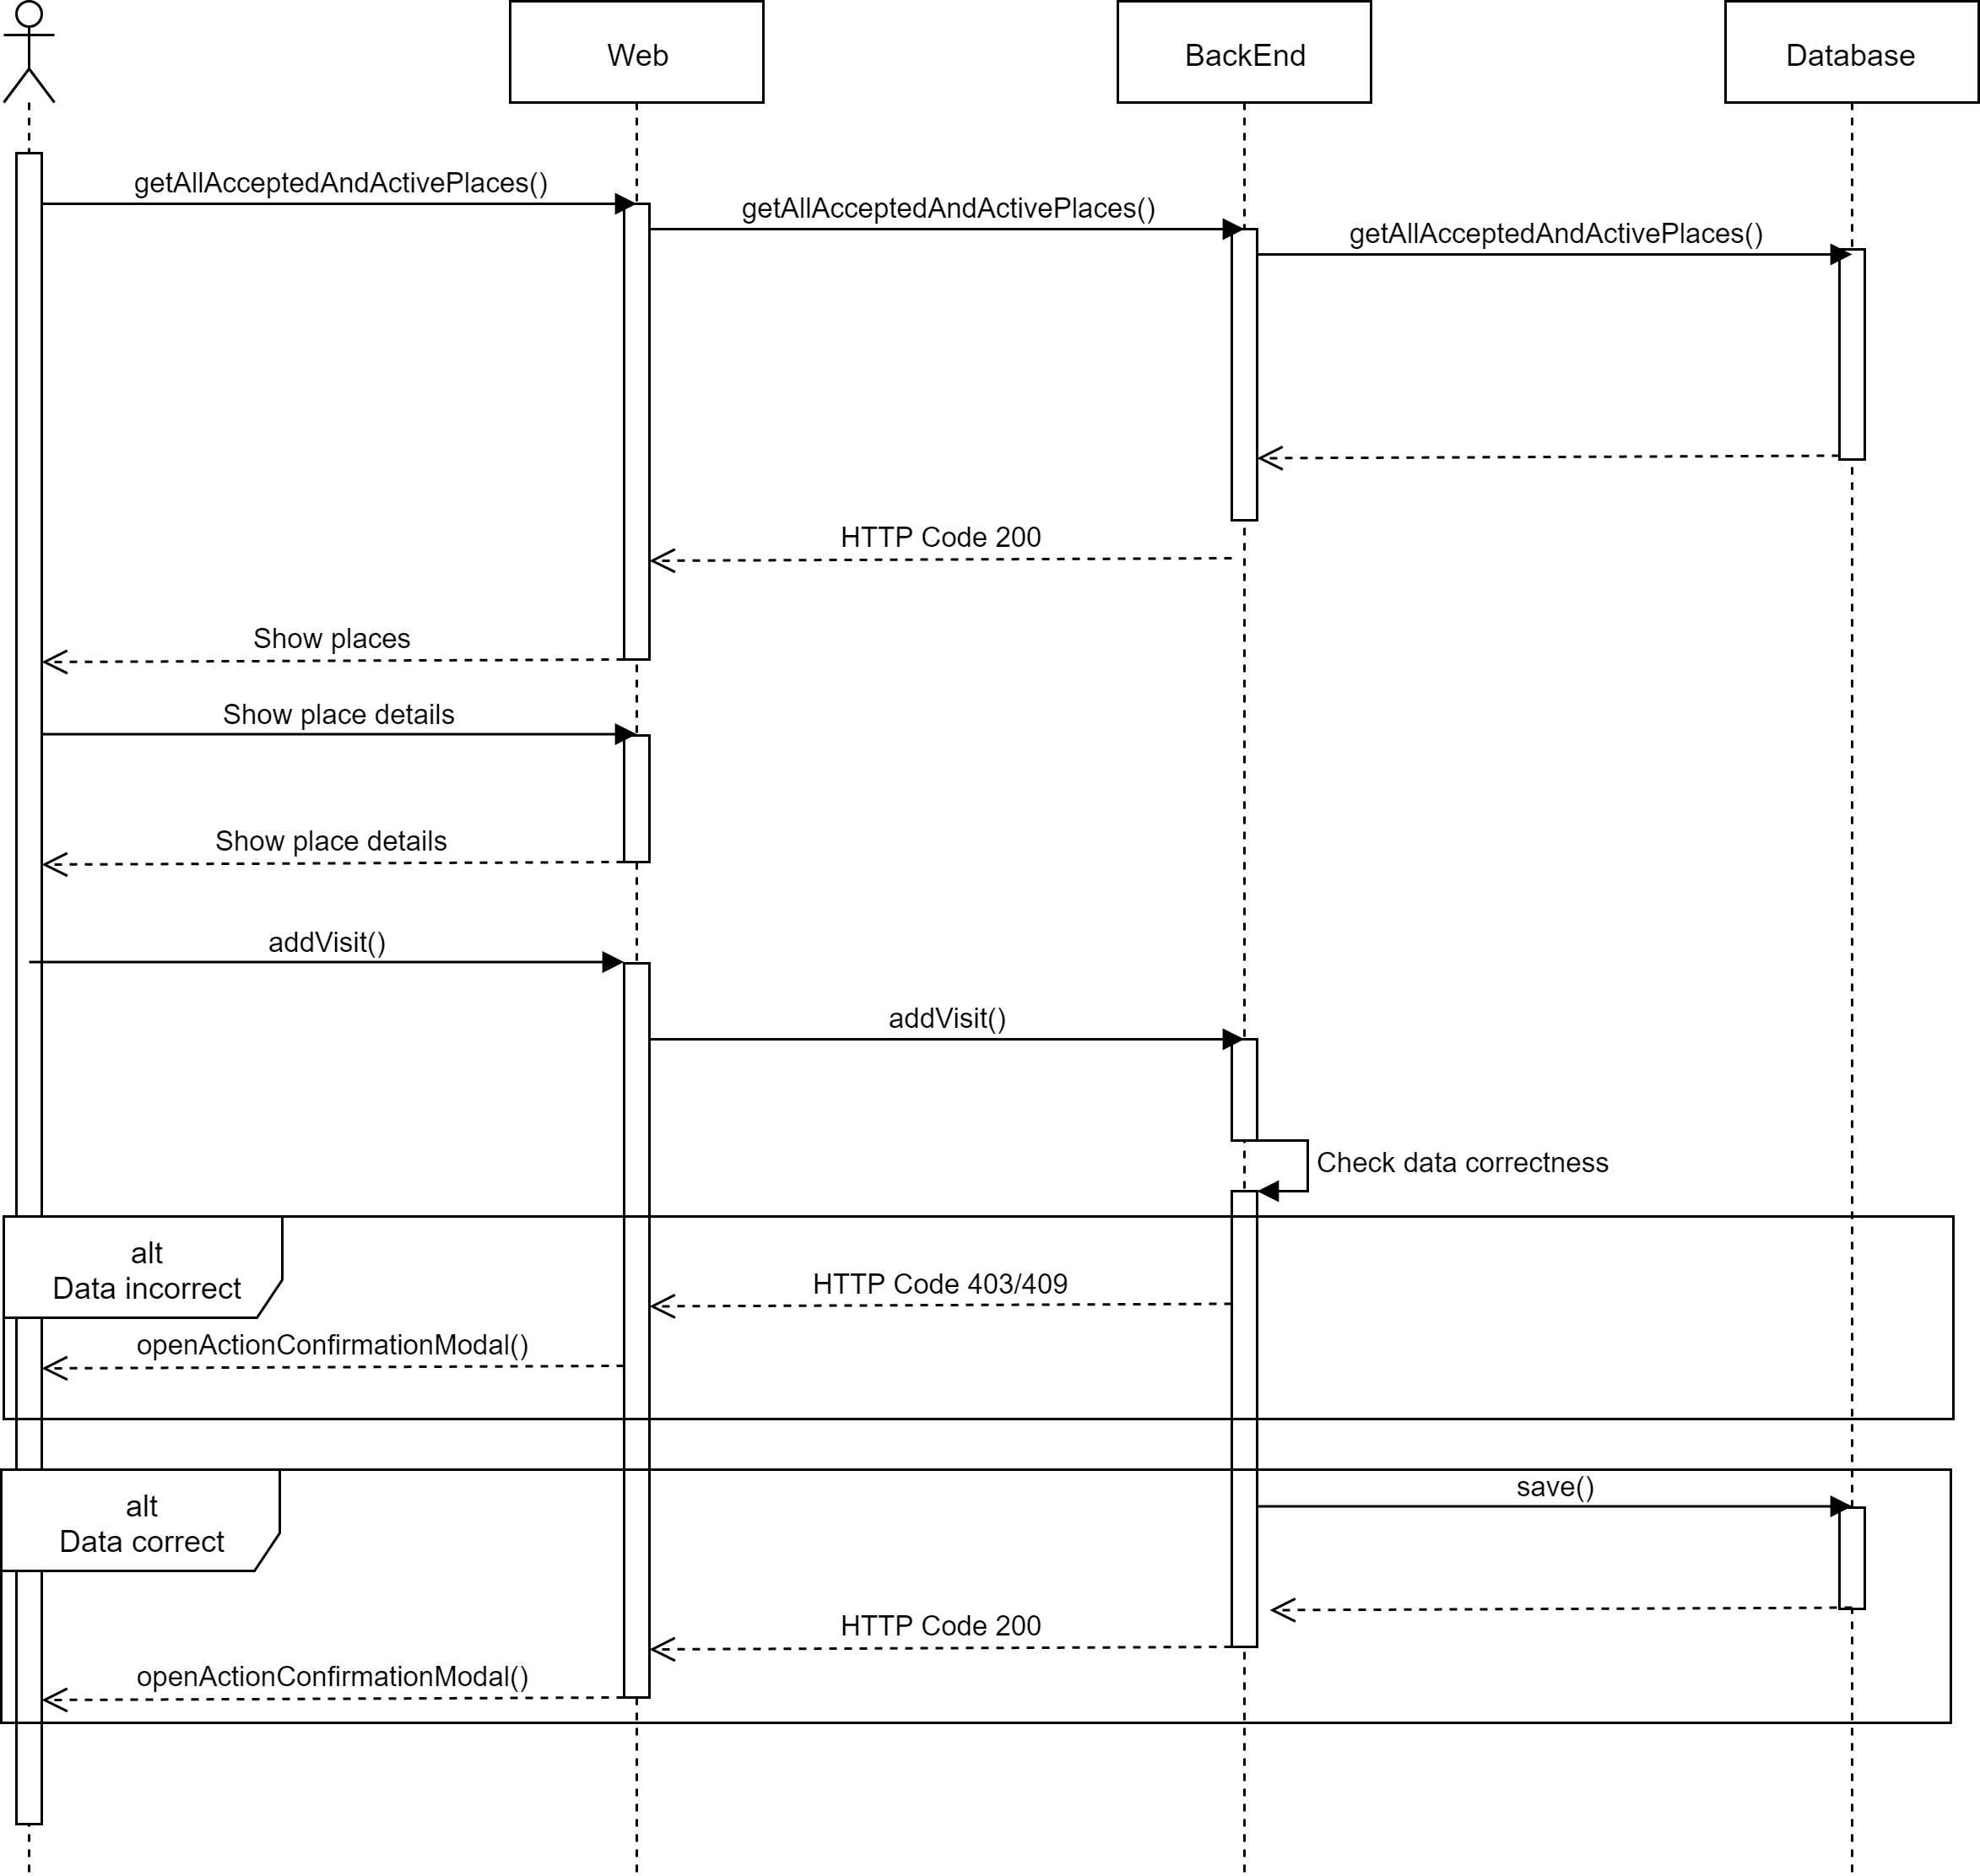 Web
BackEnd
Database
getAllAcceptedAndActivePlaces()
getAllAcceptedAndActivePlaces()
getAllAcceptedAndActivePlaces()
HTTP Code 200
Show places
Show place details
Show place details
addVisit()
addVisit()
Check data correctness
alt
Data incorrect
HTTP Code 403/409
openActionConfirmationModal()
save()
alt
Data correct
HTTP Code 200
openActionConfirmationModal()